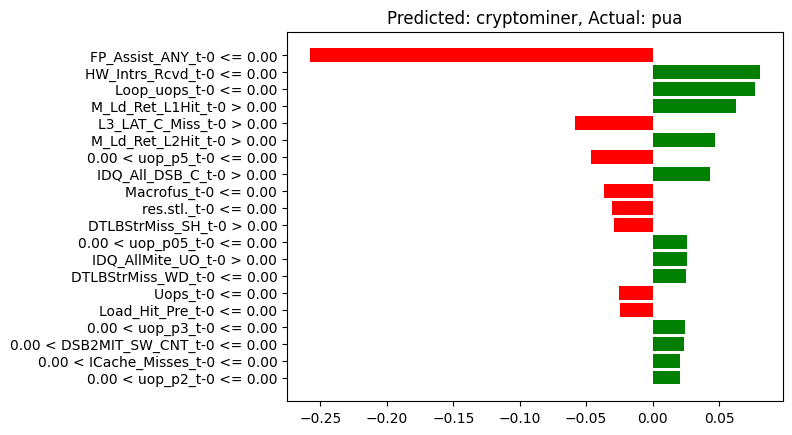 Predicted: cryptominer, Actual: pua
FP_Assist_ANY_t-0 <= 0.00
HW_Intrs_Rcvd_t-0 <= 0.00
Loop_uops_t-0 <= 0.00
M_Ld_Ret_L1Hit_t-0 > 0.00
L3_LAT_C_Miss_t-0 > 0.00
M_Ld_Ret_L2Hit_t-0 > 0.00
0.00 < uop_p5_t-0 <= 0.00
IDQ_All_DSB_C_t-0 > 0.00
Macrofus_t-0 <= 0.00
res.stl._t-0 <= 0.00
DTLBStrMiss_SH_t-0 > 0.00
0.00 < uop_p05_t-0 <= 0.00
IDQ_AllMite_UO_t-0 > 0.00
DTLBStrMiss_WD_t-0 <= 0.00
Uops_t-0 <= 0.00
Load_Hit_Pre_t-0 <= 0.00
0.00 < uop_p3_t-0 <= 0.00
0.00 < DSB2MIT_SW_CNT_t-0 <= 0.00
0.00 < ICache_Misses_t-0 <= 0.00
0.00 < uop_p2_t-0 <= 0.00
−0.25 −0.20 −0.15 −0.10 −0.05 0.00 0.05